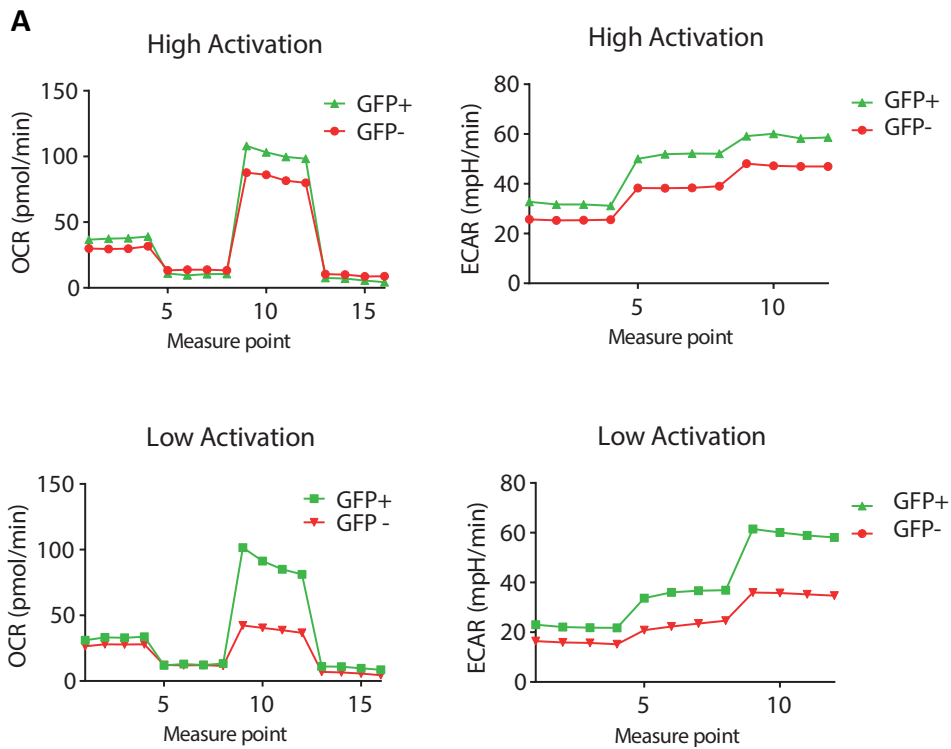 A
High Activation
OCR (pmol/min)
150
100
50
0
5
10
15
Measure point
GFP+
GFP-
High Activation
ECAR (mpH/min)
80
60
40
20
0
5
10
Measure point
GFP+
GFP-
Low Activation
OCR (pmol/min)
150
100
50
0
5
10
15
Measure point
GFP+
GFP -
Low Activation
ECAR (mpH/min)
80
60
40
20
0
5
10
Measure point
GFP+
GFP-